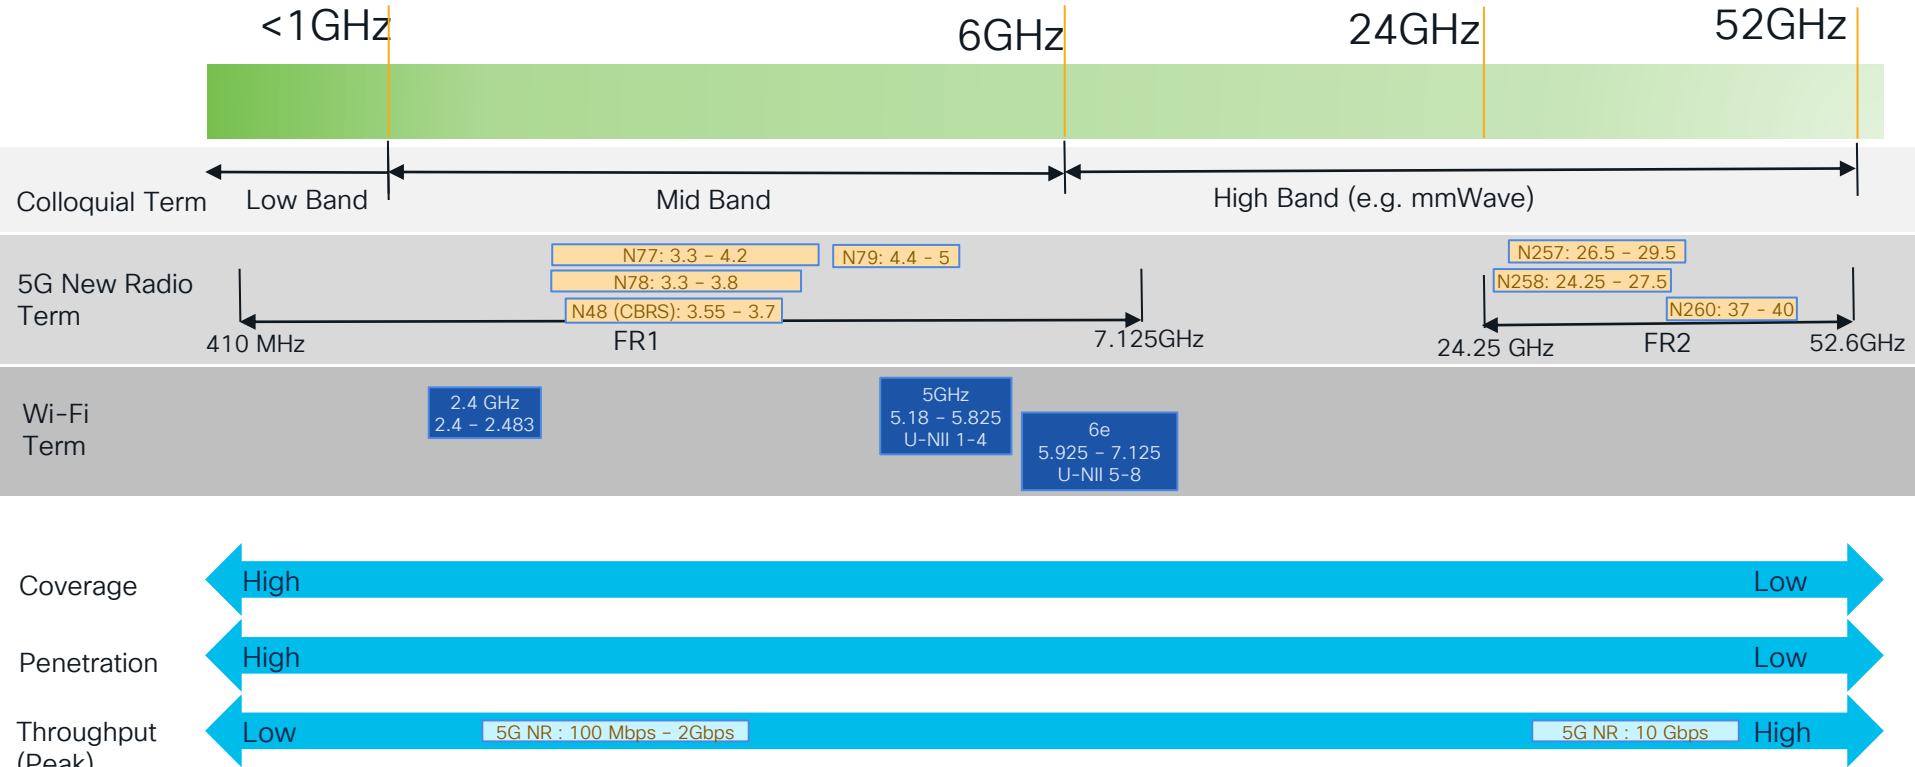 <1GHz
6GHz
24GHz
52GHz
Colloquial Term
Low Band
Mid Band
High Band (e.g. mmWave)
5G New Radio
Term
N77: 3.3 – 4.2
N79: 4.4 - 5
N78: 3.3 – 3.8
N48 (CBRS): 3.55 – 3.7
N257: 26.5 – 29.5
N258: 24.25 – 27.5
N260: 37 - 40
410 MHz
FR1
7.125GHz
24.25 GHz
FR2
52.6GHz
Wi-Fi
Term
2.4 GHz
2.4 – 2.483
5GHz
5.18 – 5.825
U-NII 1-4
6e
5.925 – 7.125
U-NII 5-8
Coverage
High
Low
Penetration
High
Low
Throughput
(Peak)
Low
5G NR : 100 Mbps – 2Gbps
5G NR : 10 Gbps
High